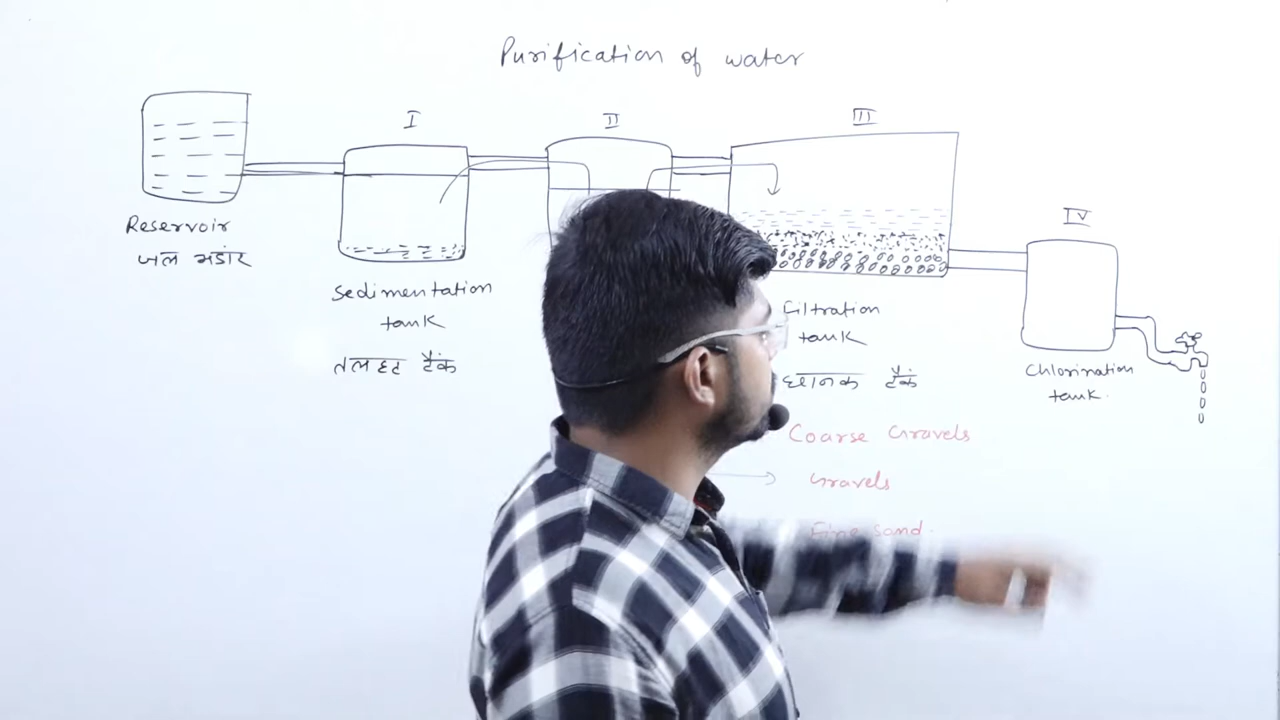 Purification of water
I
II
III
IV
Reservoir
जल भंडार
Sedimentation
tank
तलछट टैंक
Filtration
tank
छानक टैंक
Chlorination
tank.
Coarse Gravels
Gravels
Fine sand.